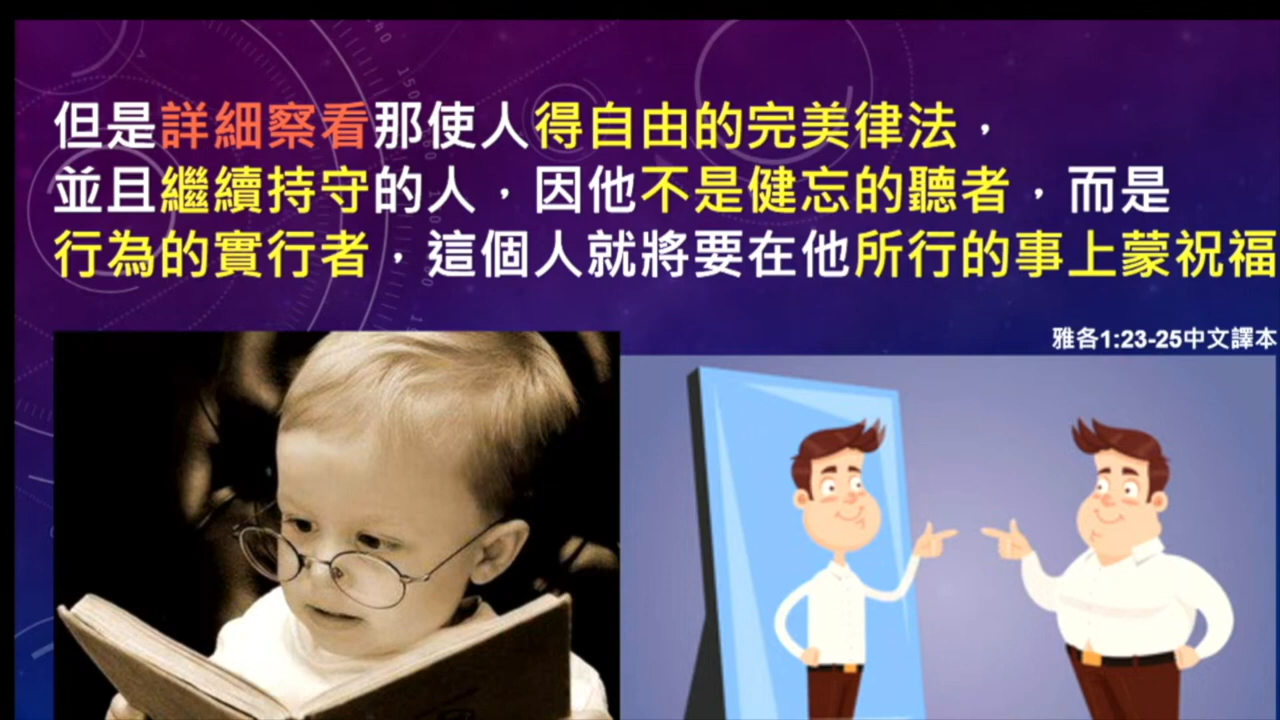 但是詳細察看那使人得自由的完美律法，
並且繼續持守的人，因他不是健忘的聽者，而是
行為的實行者，這個人就將要在他所行的事上蒙祝福
雅各1:23-25中文譯本